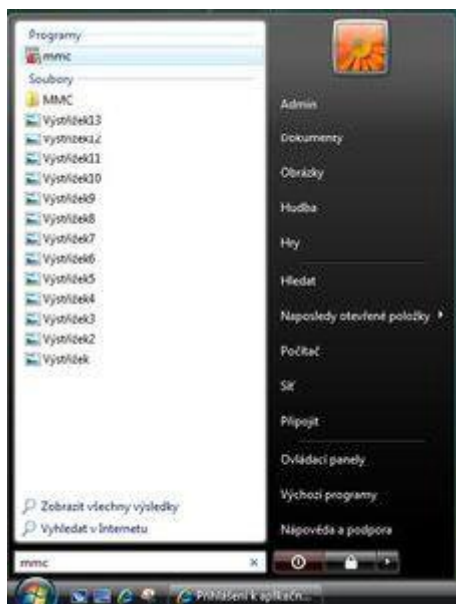 Programy
mmc
Soubory
MMC
Výstřižek13
Výstřižek12
Výstřižek11
Výstřižek10
Výstřižek9
Výstřižek8
Výstřižek7
Výstřižek6
Výstřižek5
Výstřižek4
Výstřižek3
Výstřižek2
Výstřižek
Zobrazit všechny výsledky
Vyhledat v Internetu
mmc
Admin
Dokumenty
Obrázky
Hudba
Hry
Hledat
Naposledy otevřené položky
Počítač
Síť
Připojit
Ovládací panely
Výchozí programy
Nápověda a podpora
Přihlášení k aplikačn...